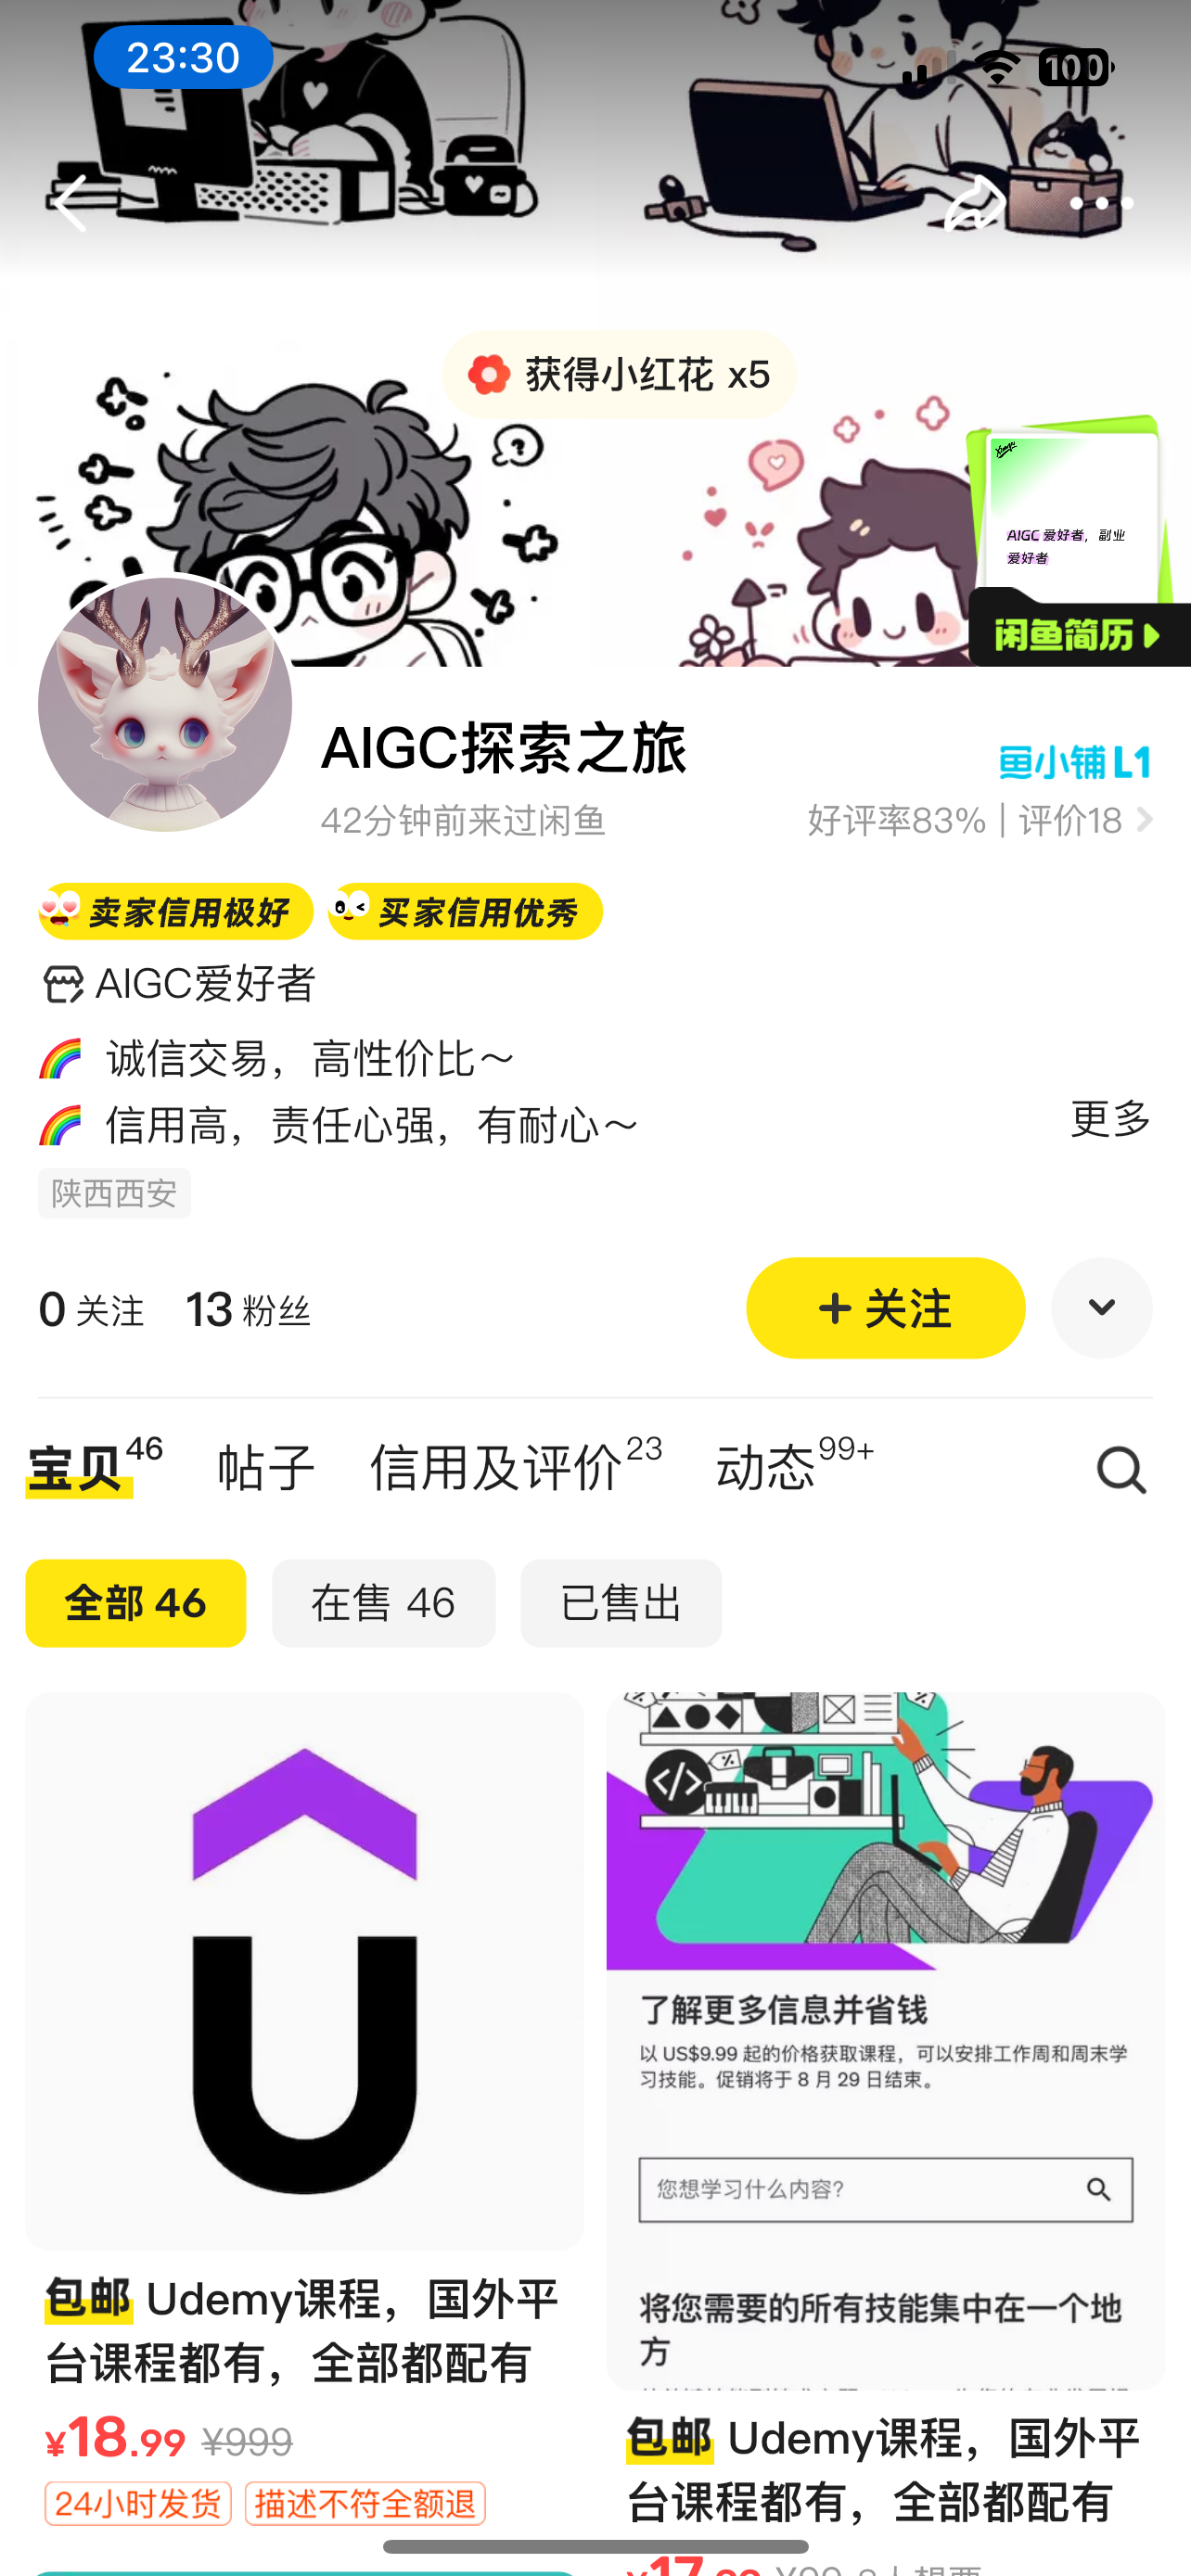 23:30
100
获得小红花 x5
AIGC 爱好者，副业
爱好者
闲鱼简历
AIGC探索之旅
鱼小铺 L1
42分钟前来过闲鱼
好评率83% | 评价18
卖家信用极好
买家信用优秀
AIGC爱好者
🌈 诚信交易，高性价比～
🌈 信用高，责任心强，有耐心～
更多
陕西西安
0 关注 13 粉丝
+ 关注
宝贝 46 帖子 信用及评价 23 动态 99+
全部 46 在售 46 已售出
了解更多信息并省钱
以 US$9.99 起的价格获取课程，可以安排工作周和周末学
习技能。促销将于 8 月 29 日结束。
您想学习什么内容?
将您需要的所有技能集中在一个地
方
包邮 Udemy课程，国外平
台课程都有，全部都配有
¥18.99 ¥999
24小时发货 描述不符全额退
包邮 Udemy课程，国外平
台课程都有，全部都配有